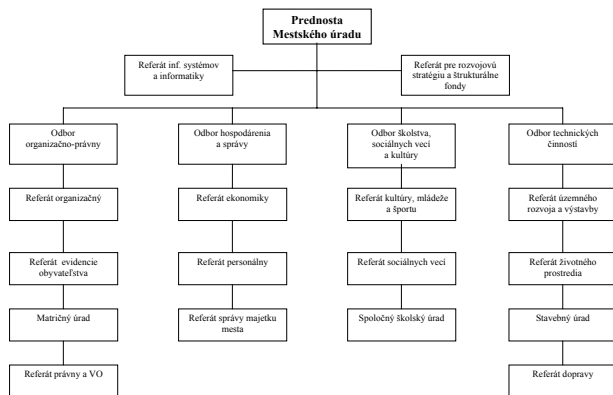 Prednosta
Mestského úradu
Referát inf. systémov
a informatiky
Referát pre rozvojovú
stratégiu a štrukturálne
fondy
Odbor
organizačno-právny
Odbor hospodárenia
a správy
Odbor školstva,
sociálnych vecí
a kultúry
Odbor technických
činností
Referát organizačný
Referát ekonomiky
Referát kultúry, mládeže
a športu
Referát územného
rozvoja a výstavby
Referát evidencie
obyvateľstva
Referát personálny
Referát sociálnych vecí
Referát životného
prostredia
Matričný úrad
Referát správy majetku
mesta
Spoločný školský úrad
Stavebný úrad
Referát právny a VO
Referát dopravy